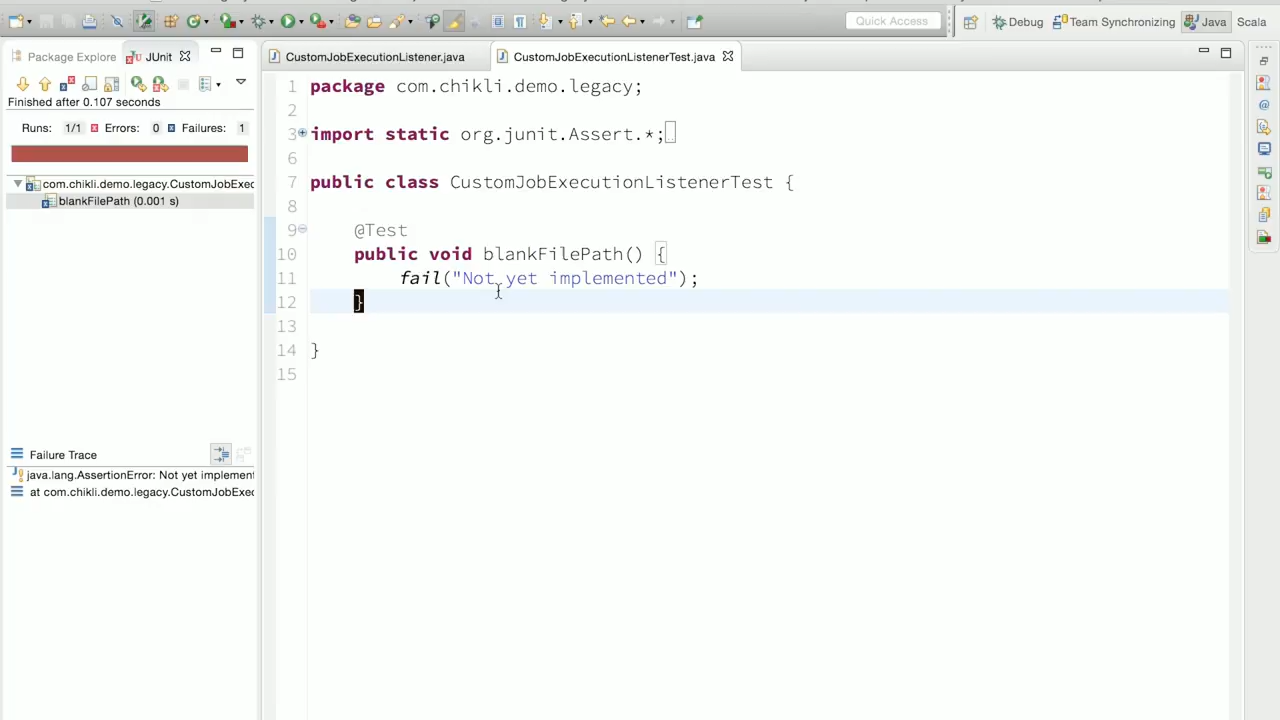 Quick Access
Debug
Team Synchronizing
Java
Scala
Package Explore
JUnit
CustomJobExecutionListener.java
CustomJobExecutionListenerTest.java
Finished after 0.107 seconds
Runs: 1/1 Errors: 0 Failures: 1
com.chikli.demo.legacy.CustomJobExec
blankFilePath (0.001 s)
Failure Trace
java.lang.AssertionError: Not yet implement
at com.chikli.demo.legacy.CustomJobExec
1 package com.chikli.demo.legacy;
2
3 import static org.junit.Assert.*;
6
7 public class CustomJobExecutionListenerTest {
8
9 @Test
10 public void blankFilePath() {
11 fail("Not yet implemented");
12 }
13
14 }
15